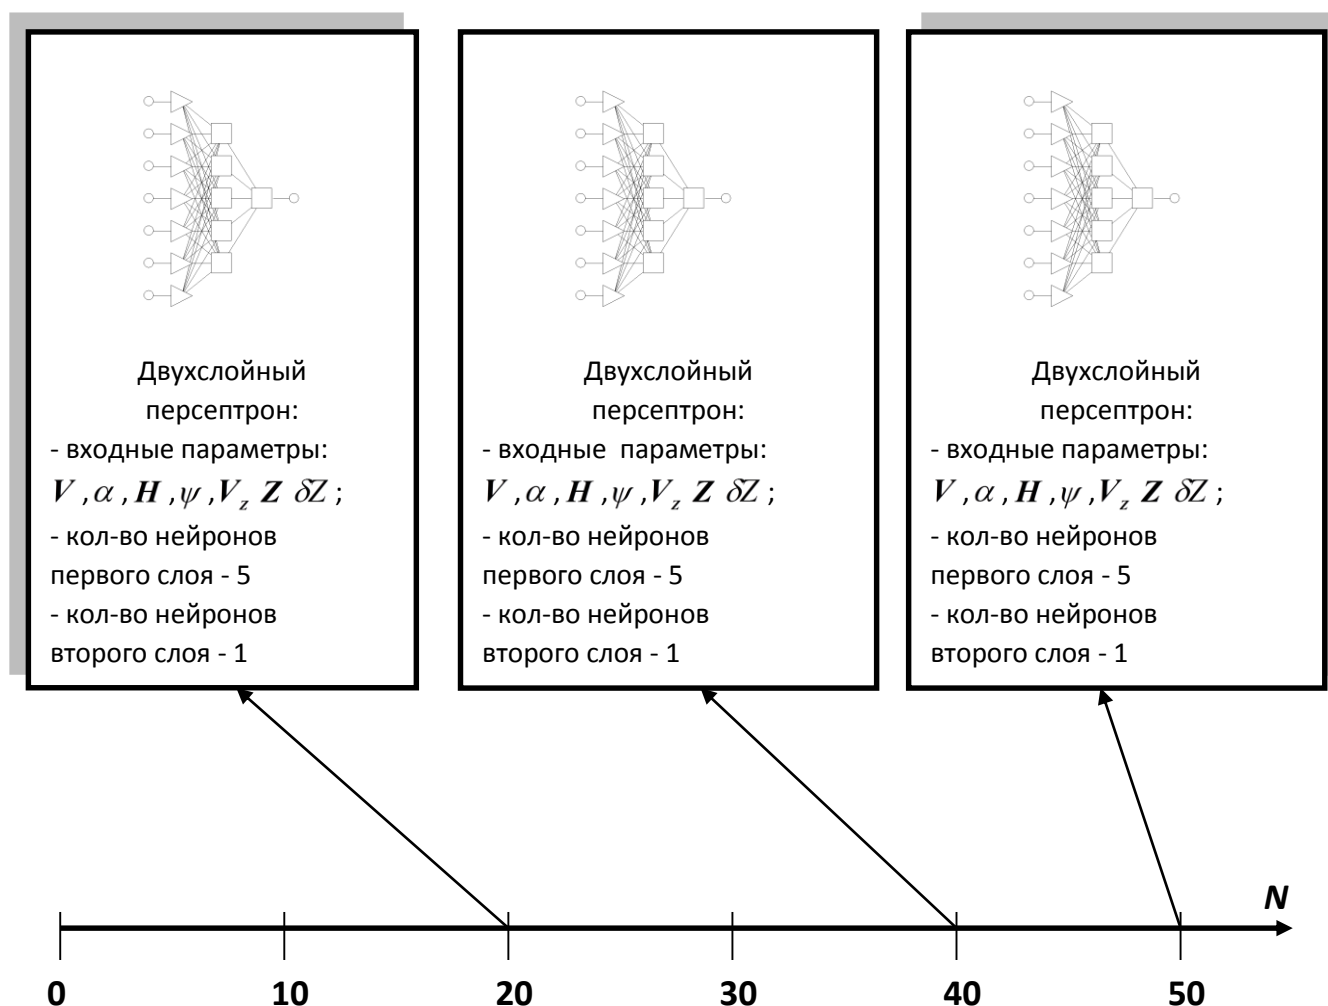 Двухслойный
персептрон:
- входные параметры:
V , α , H , ψ , V_z Z δZ ;
- кол-во нейронов
первого слоя - 5
- кол-во нейронов
второго слоя - 1
Двухслойный
персептрон:
- входные параметры:
V , α , H , ψ , V_z Z δZ ;
- кол-во нейронов
первого слоя - 5
- кол-во нейронов
второго слоя - 1
Двухслойный
персептрон:
- входные параметры:
V , α , H , ψ , V_z Z δZ ;
- кол-во нейронов
первого слоя - 5
- кол-во нейронов
второго слоя - 1
N
0 10 20 30 40 50